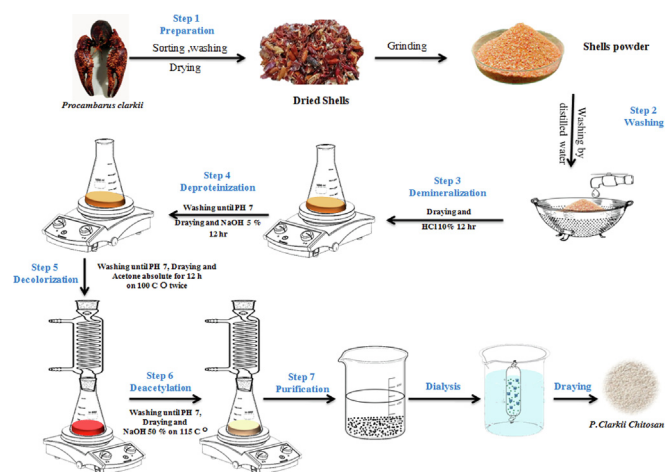 Step 1
Preparation
Sorting ,washing
Drying
Grinding
Shells powder
Procambarus clarkii
Dried Shells
Step 2
Washing
Washing by
distilled water
Step 3
Demineralization
Draying and
HCl10% 12 hr
Step 4
Deproteinization
Washing until PH 7
Draying and NaOH 5 %
12 hr
Step 5
Decolorization
Washing until PH 7, Draying and
Acetone absolute for 12 h
on 100 C O twice
Step 6
Deacetylation
Washing until PH 7,
Draying and
NaOH 50 % on 115 C °
Step 7
Purification
Dialysis
Draying
P.Clarkii Chitosan